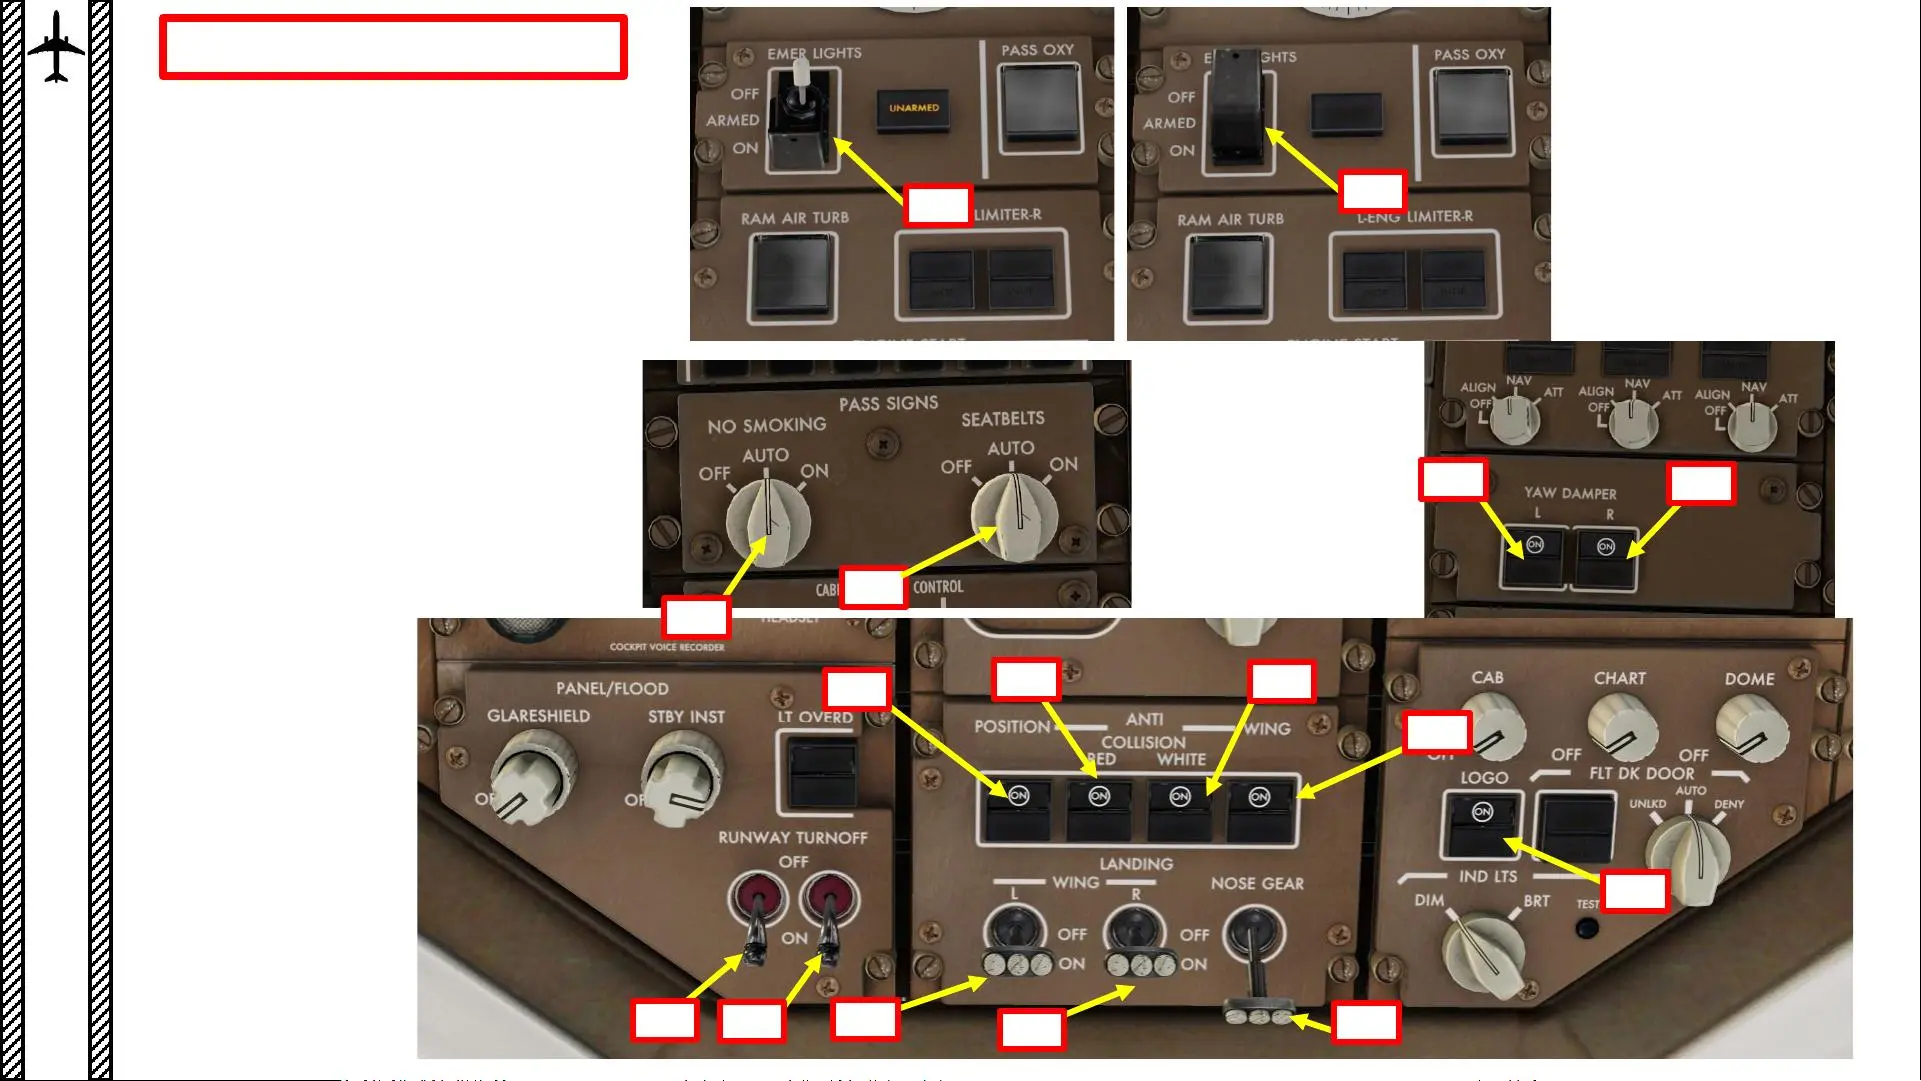 EMER LIGHTS
OFF
ARMED
ON
UNARMED
PASS OXY
RAM AIR TURB
LIMITER-R
OFF
ARMED
ON
PASS OXY
RAM AIR TURB
L-ENG LIMITER-R
PASS SIGNS
NO SMOKING
SEATBELTS
OFF AUTO ON
OFF AUTO ON
CONTROL
ALIGN NAV ATT
OFF
ALIGN NAV ATT
OFF
ALIGN NAV ATT
OFF
YAW DAMPER
L R
ON ON
HEADSET
COCKPIT VOICE RECORDER
PANEL/FLOOD
GLARESHIELD STBY INST LT OVRD
RUNWAY TURNOFF
OFF
ON
POSITION ANTI WING
COLLISION
RED WHITE
ON ON ON ON
LANDING
WING NOSE GEAR
L R
OFF OFF
ON ON
CAB CHART DOME
OFF OFF
LOGO FLT DK DOOR
ON
UNLKD AUTO DENY
IND LTS
DIM BRT
TEST